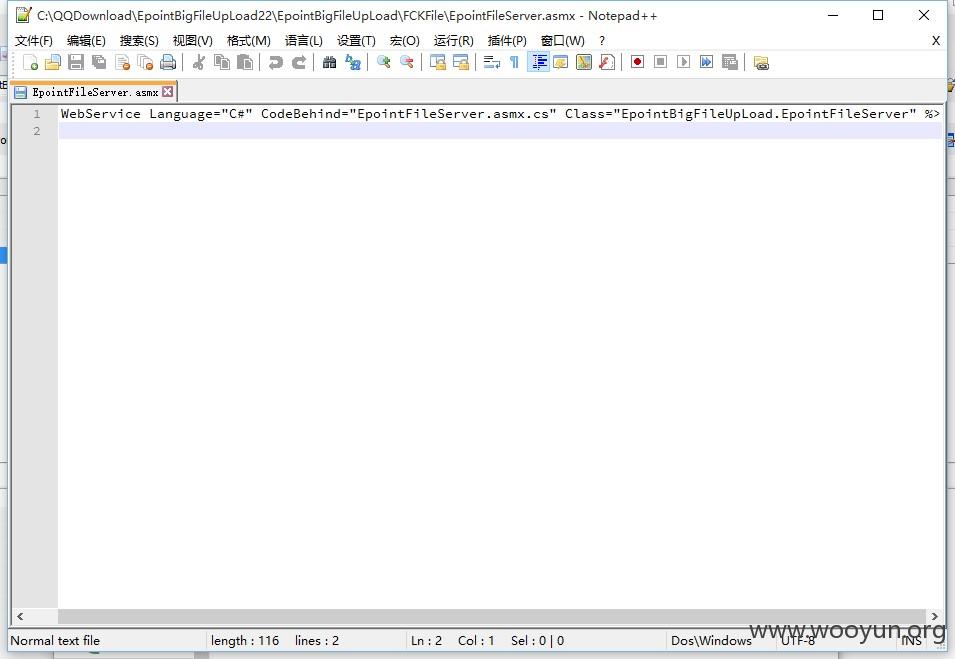 C:\QQDownload\EpointBigFileUpLoad22\EpointBigFileUpLoad\FCKFile\EpointFileServer.asmx - Notepad++
文件(F) 编辑(E) 搜索(S) 视图(V) 格式(M) 语言(L) 设置(T) 宏(O) 运行(R) 插件(P) 窗口(W) ? X
EpointFileServer.asmx
1 WebService Language="C#" CodeBehind="EpointFileServer.asmx.cs" Class="EpointBigFileUpLoad.EpointFileServer" %>
2
Normal text file length : 116 lines : 2 Ln : 2 Col : 1 Sel : 0 | 0 Dos\Windows UTF-8 INS
www.wooyun.org